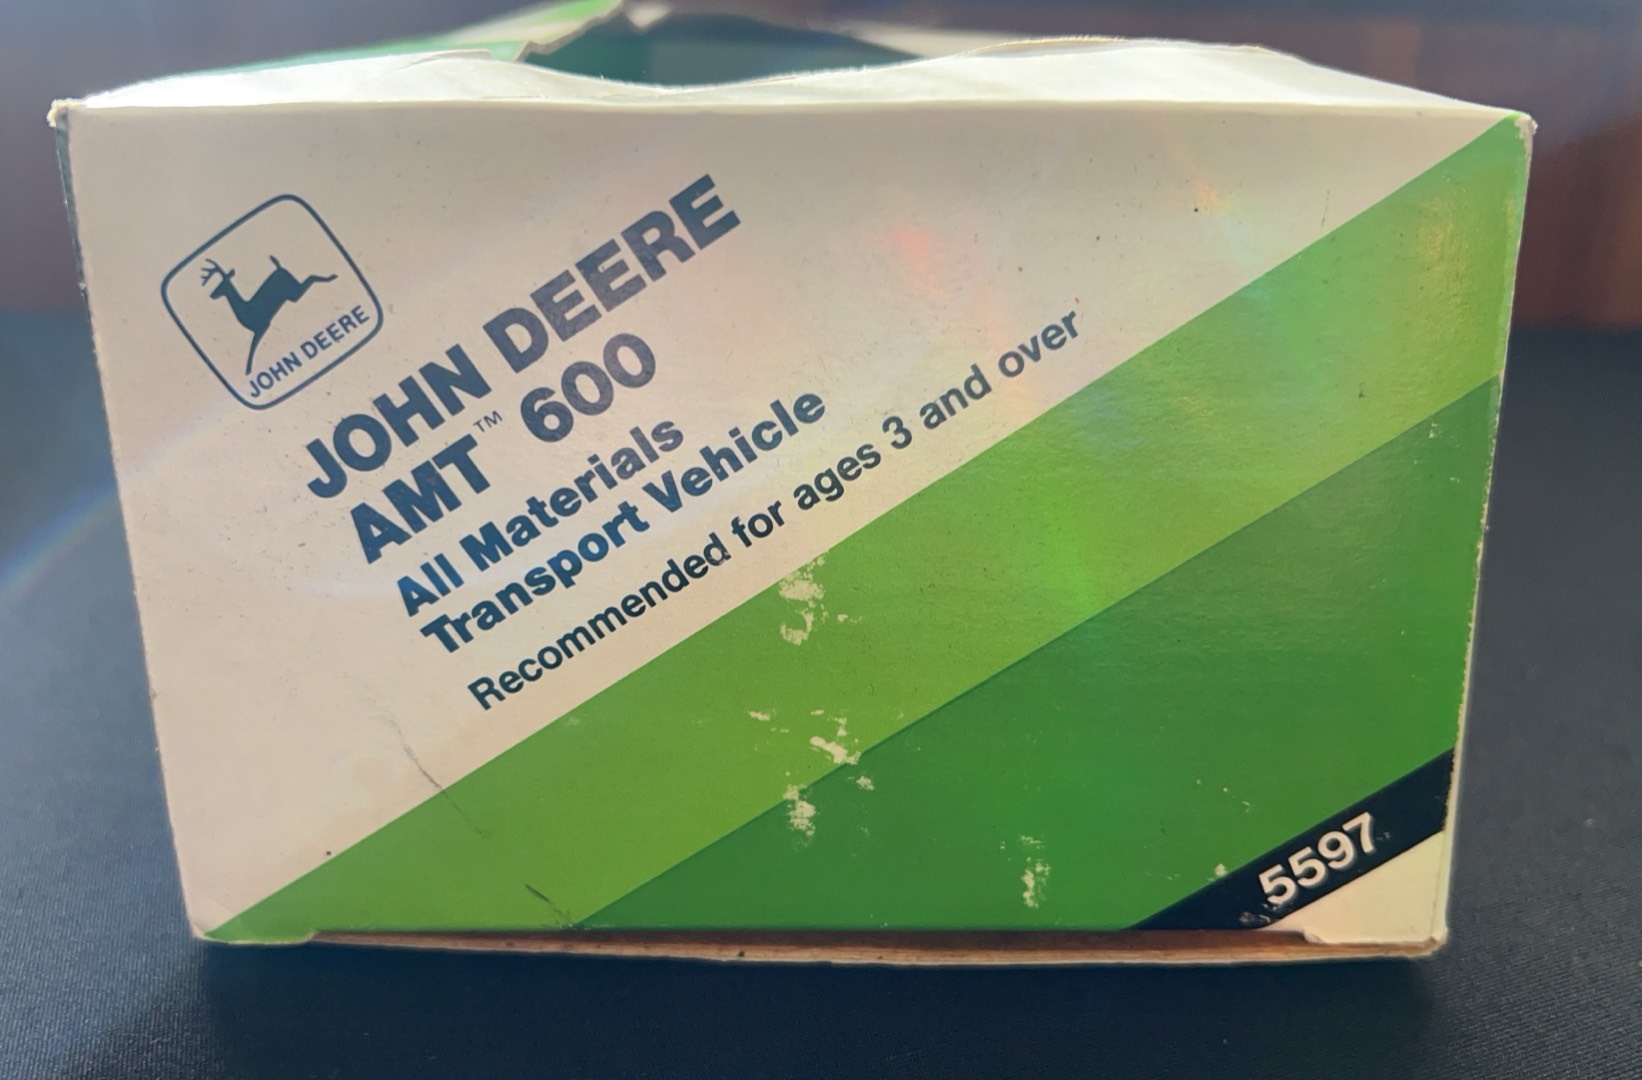 JOHN DEERE
JOHN DEERE
AMT™ 600
All Materials
Transport Vehicle
Recommended for ages 3 and over
5597